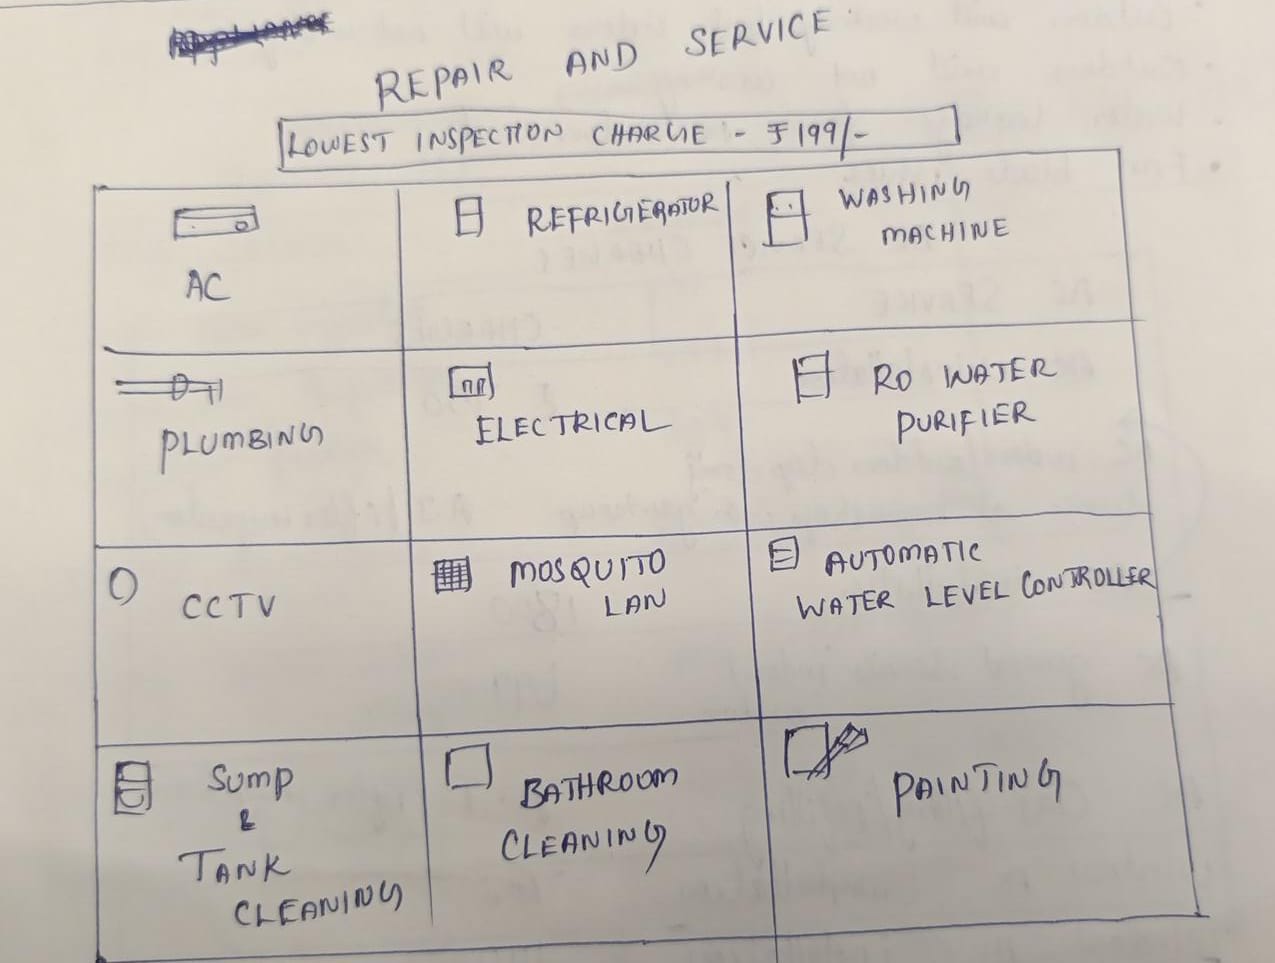 REPAIR AND SERVICE
LOWEST INSPECTION CHARGE - ₹199/-
AC
REFRIGERATOR
WASHING
MACHINE
PLUMBING
ELECTRICAL
RO WATER
PURIFIER
CCTV
MOSQUITO
LAN
AUTOMATIC
WATER LEVEL CONTROLLER
SUMP
&
TANK
CLEANING
BATHROOM
CLEANING
PAINTING